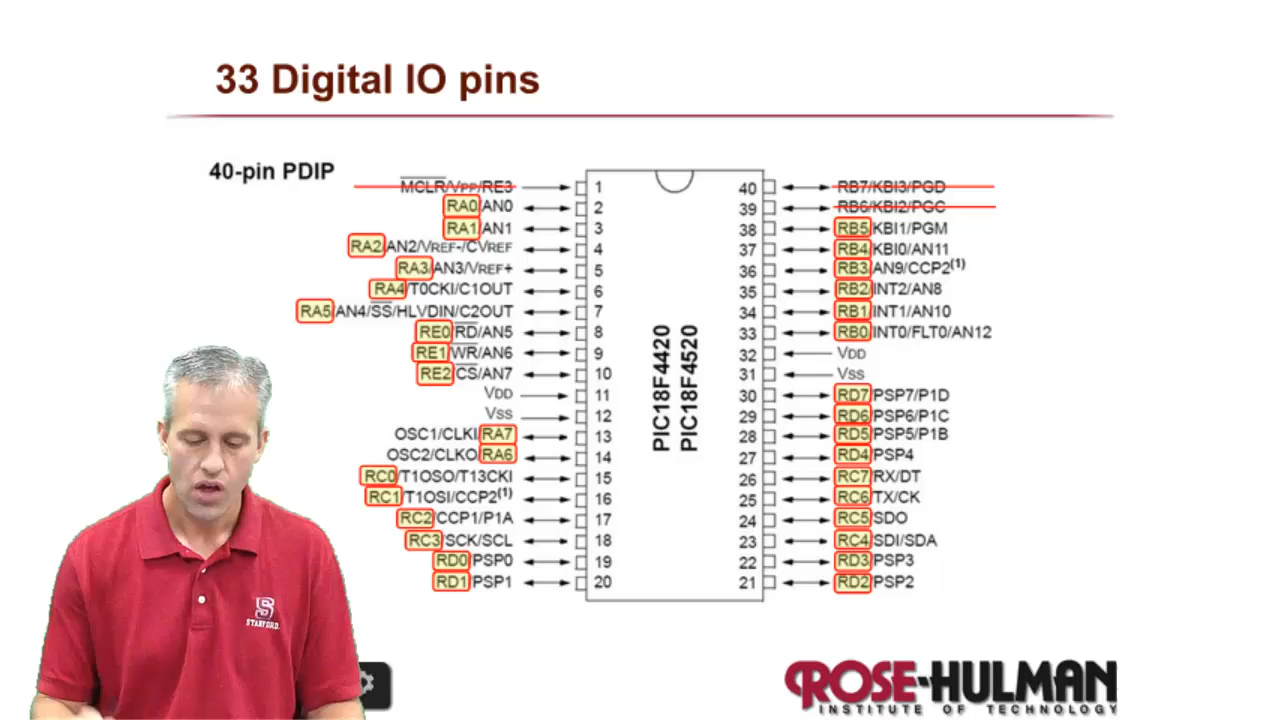 33 Digital IO pins
40-pin PDIP
MCLR/VPP/RE3 1
RA0/AN0 2
RA1/AN1 3
RA2/AN2/VREF-/CVREF 4
RA3/AN3/VREF+ 5
RA4/T0CKI/C1OUT 6
RA5/AN4/SS/HLVDIN/C2OUT 7
RE0/RD/AN5 8
RE1/WR/AN6 9
RE2/CS/AN7 10
VDD 11
VSS 12
OSC1/CLKI/RA7 13
OSC2/CLKO/RA6 14
RC0/T1OSO/T13CKI 15
RC1/T1OSI/CCP2(1) 16
RC2/CCP1/P1A 17
RC3/SCK/SCL 18
RD0/PSP0 19
RD1/PSP1 20
PIC18F4420
PIC18F4520
40 RB7/KBI3/PGD
39 RB6/KBI2/PGC
38 RB5/KBI1/PGM
37 RB4/KBI0/AN11
36 RB3/AN9/CCP2(1)
35 RB2/INT2/AN8
34 RB1/INT1/AN10
33 RB0/INT0/FLT0/AN12
32 VDD
31 VSS
30 RD7/PSP7/P1D
29 RD6/PSP6/P1C
28 RD5/PSP5/P1B
27 RD4/PSP4
26 RC7/RX/DT
25 RC6/TX/CK
24 RC5/SDO
23 RC4/SDI/SDA
22 RD3/PSP3
21 RD2/PSP2
S
STANFORD
ROSE-HULMAN
INSTITUTE OF TECHNOLOGY